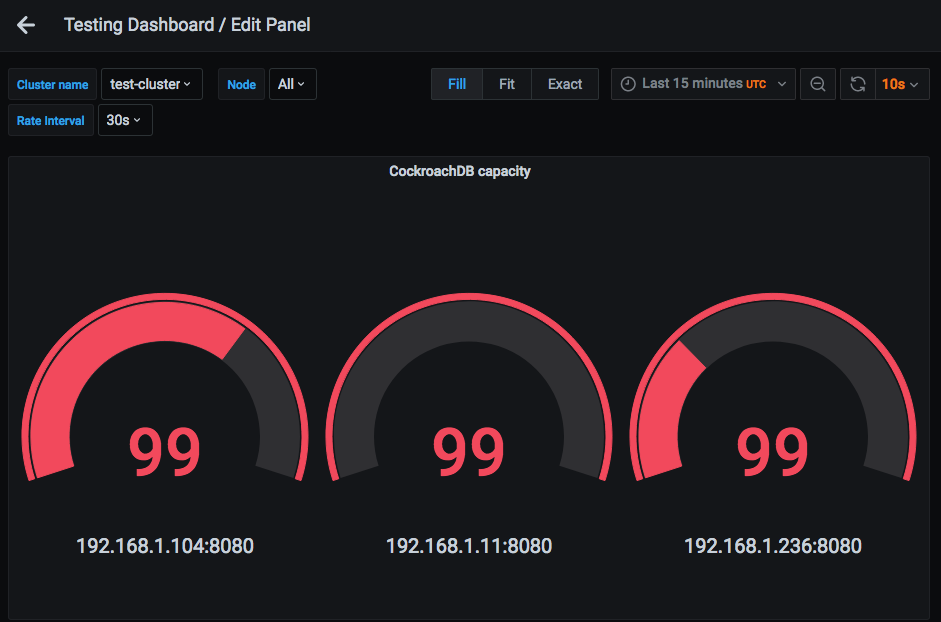 Testing Dashboard / Edit Panel
Cluster name test-cluster Node All Fill Fit Exact Last 15 minutes UTC 10s
Rate Interval 30s
CockroachDB capacity
99 99 99
192.168.1.104:8080 192.168.1.11:8080 192.168.1.236:8080